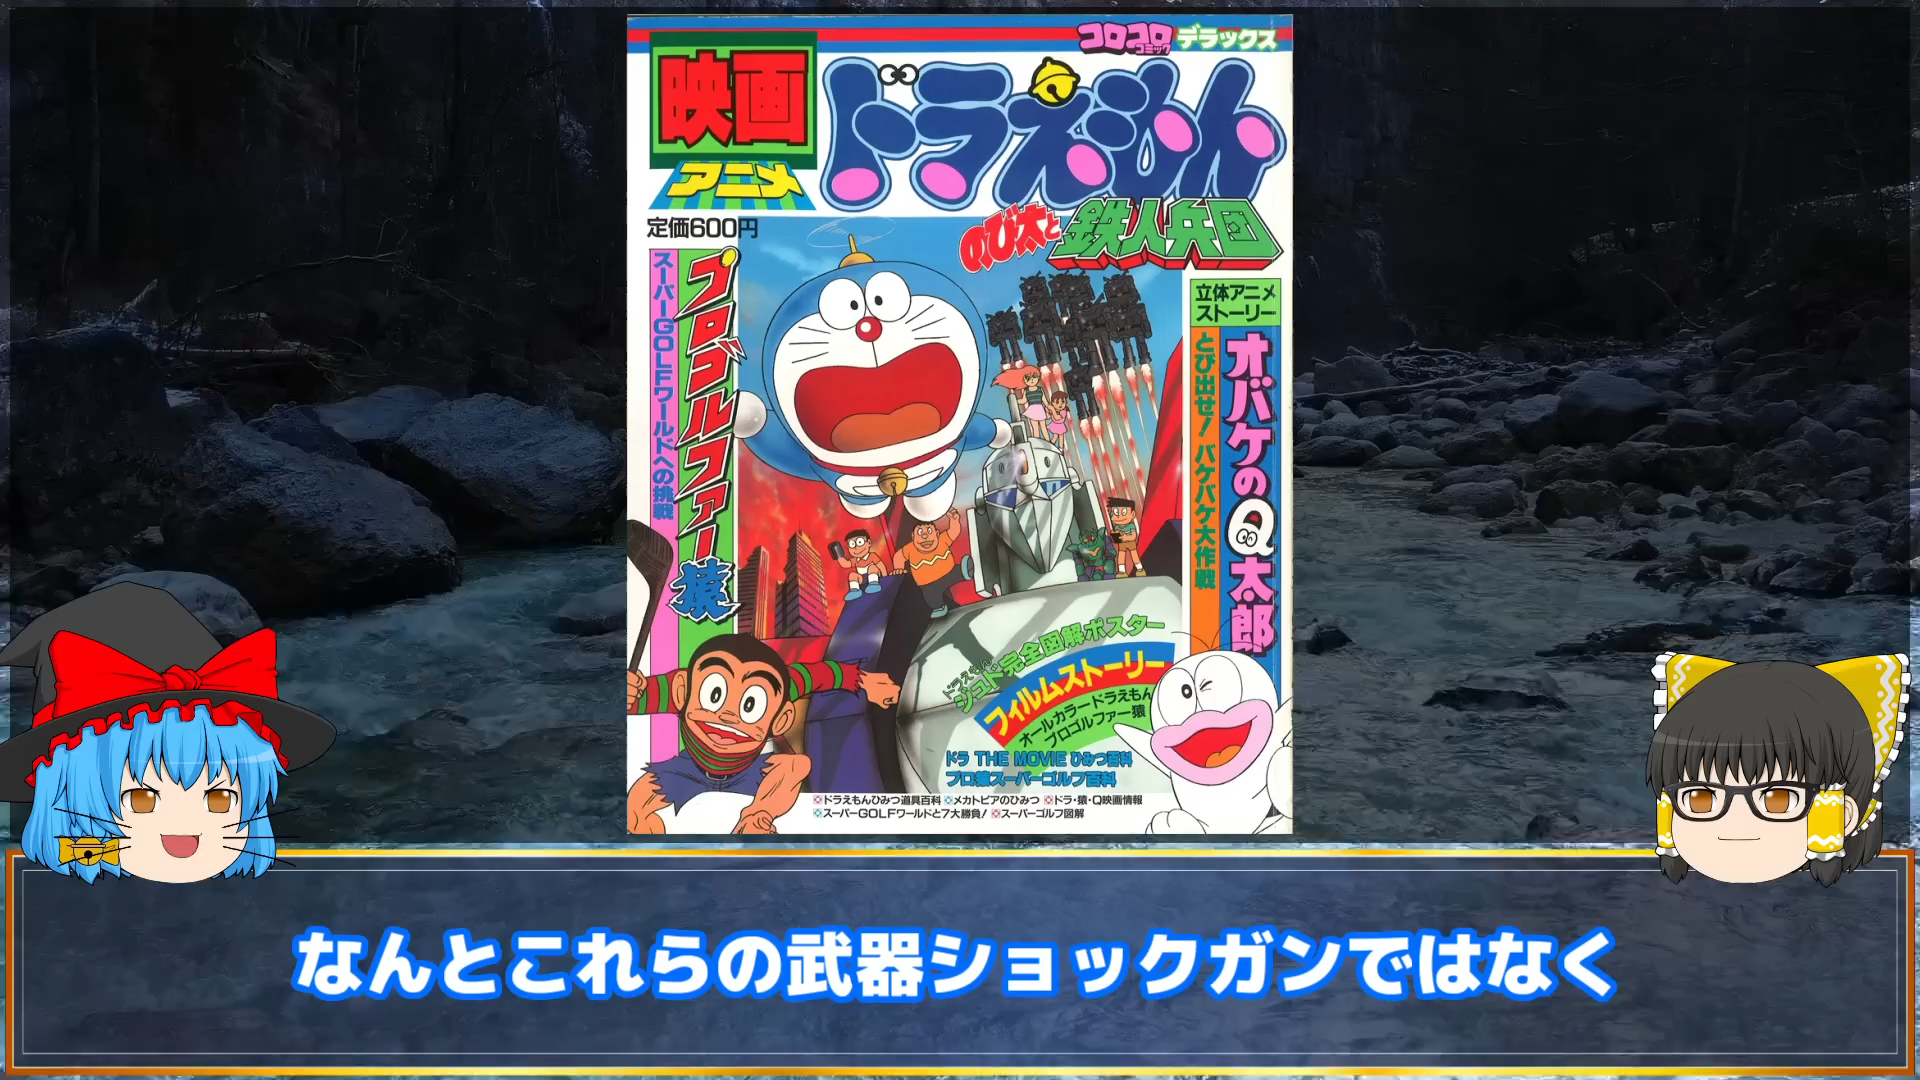 コロコロコミックデラックス
映画
アニメ
ドラえもん
のび太と鉄人兵団
定価600円
スーパーGOLFワールドへの挑戦
プロゴルファー猿
立体アニメ
ストーリー
とび出せ!バケバケ大作戦
オバケのQ太郎
ドラえもん
ジュド完全図解ポスター
フィルムストーリー
オールカラードラえもん
プロゴルファー猿
ドラ THE MOVIE ひみつ百科
プロ猿スーパーゴルフ百科
ドラえもんひみつ道具百科 メカトピアのひみつ ドラ・猿・Q映画情報
スーパーGOLFワールドと7大勝負! スーパーゴルフ図解
なんとこれらの武器ショックガンではなく